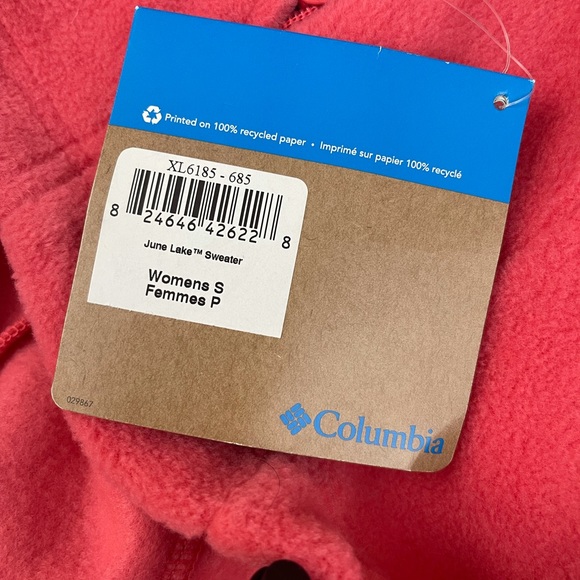 Printed on 100% recycled paper • Imprimé sur papier 100% recyclé
XL6185 - 685
8 24646 42622 8
June Lake™ Sweater
Womens S
Femmes P
029867
Columbia